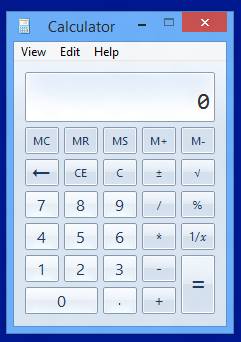 Calculator
View Edit Help
0
MC MR MS M+ M-
← CE C ± √
7 8 9 / %
4 5 6 * 1/x
1 2 3 - =
0 . +